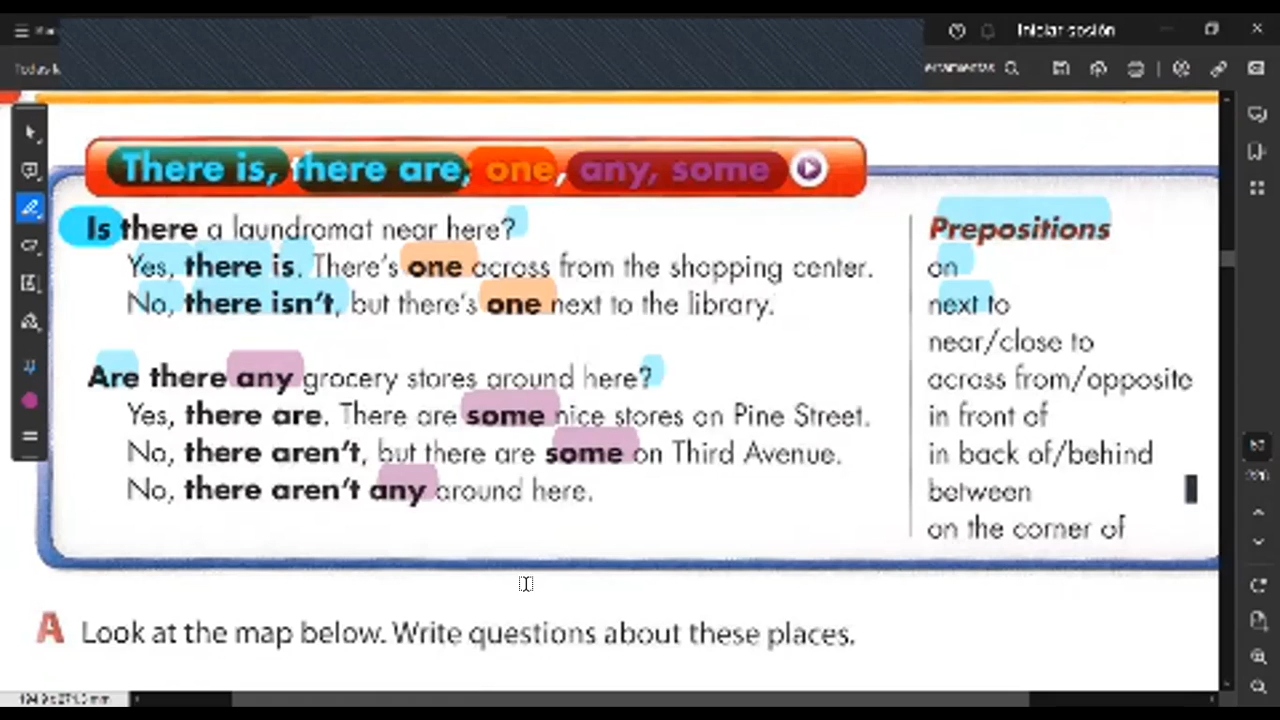 Iniciar sesión
There is, there are; one, any, some
Is there a laundromat near here?
Yes, there is. There's one across from the shopping center.
No, there isn't, but there's one next to the library.
Are there any grocery stores around here?
Yes, there are. There are some nice stores on Pine Street.
No, there aren't, but there are some on Third Avenue.
No, there aren't any around here.
Prepositions
on
next to
near/close to
across from/opposite
in front of
in back of/behind
between
on the corner of
A Look at the map below. Write questions about these places.